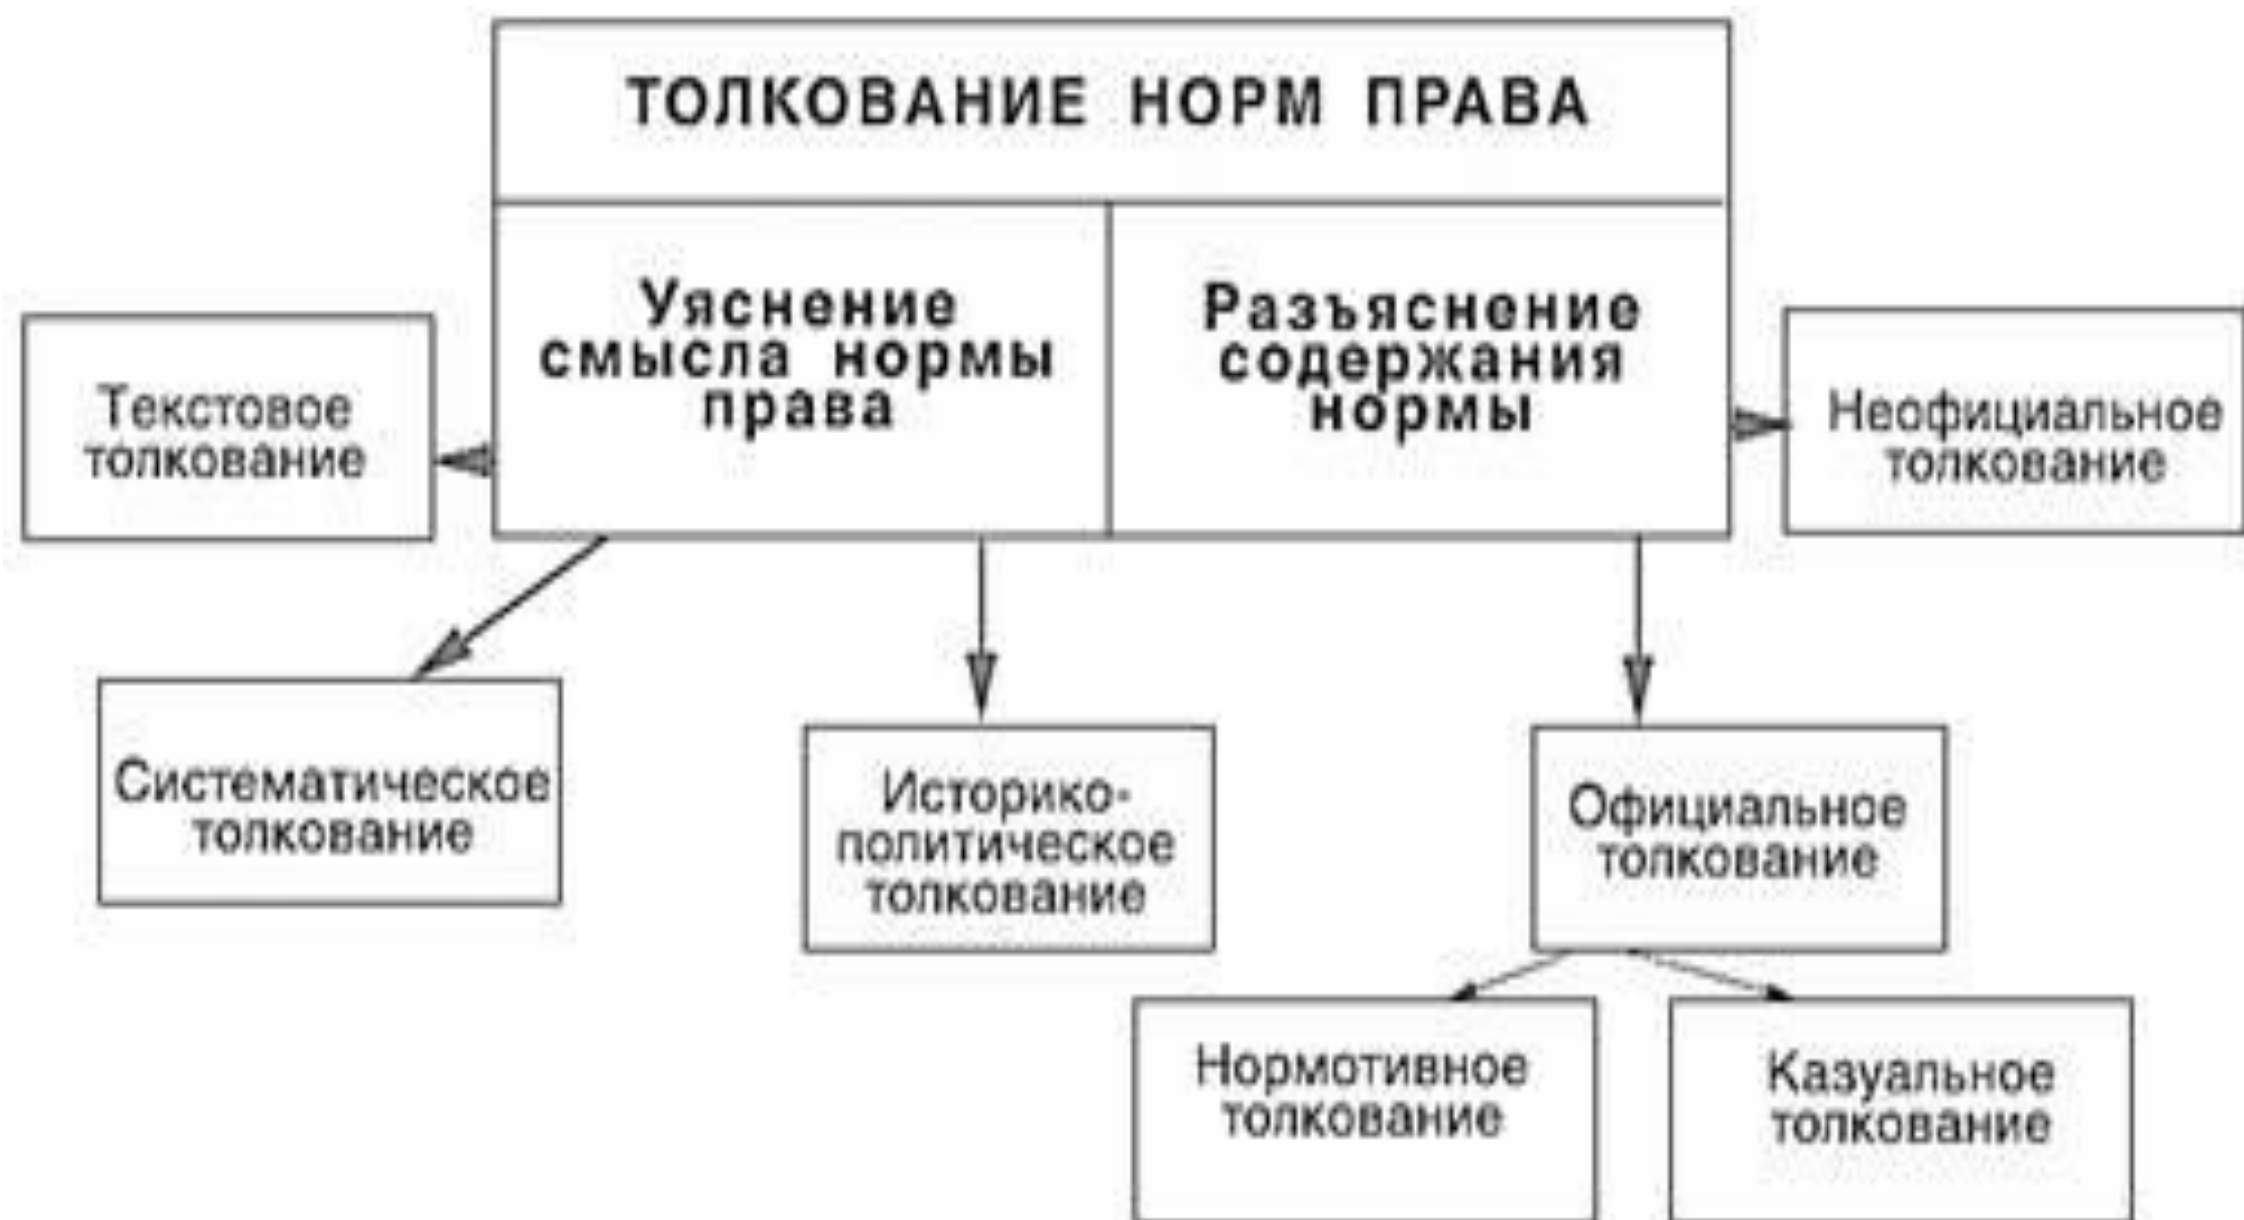 ТОЛКОВАНИЕ НОРМ ПРАВА
Уяснение
смысла нормы
права
Разъяснение
содержания
нормы
Текстовое
толкование
Неофициальное
толкование
Систематическое
толкование
Историко-
политическое
толкование
Официальное
толкование
Нормотивное
толкование
Казуальное
толкование